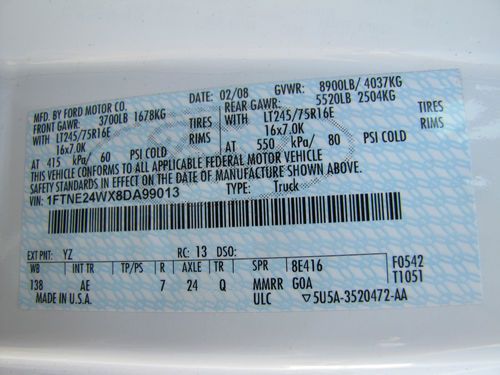 MFD. BY FORD MOTOR CO. DATE: 02/08 GVWR: 8900LB/ 4037KG
FRONT GAWR: 3700LB 1678KG REAR GAWR: 5520LB 2504KG
WITH LT245/75R16E TIRES WITH LT245/75R16E TIRES
16x7.0K RIMS 16x7.0K RIMS
AT 415 kPa/ 60 PSI COLD AT 550 kPa/ 80 PSI COLD
THIS VEHICLE CONFORMS TO ALL APPLICABLE FEDERAL MOTOR VEHICLE
SAFETY STANDARDS IN EFFECT ON THE DATE OF MANUFACTURE SHOWN ABOVE.
VIN: 1FTNE24WX8DA99013 TYPE: Truck
EXT PNT: YZ RC: 13 DSO:
WB INT TR TP/PS R AXLE TR SPR 8E416 F0542
138 AE 7 24 Q MMRR GOA T1051
MADE IN U.S.A. ULC ▽5U5A-3520472-AA